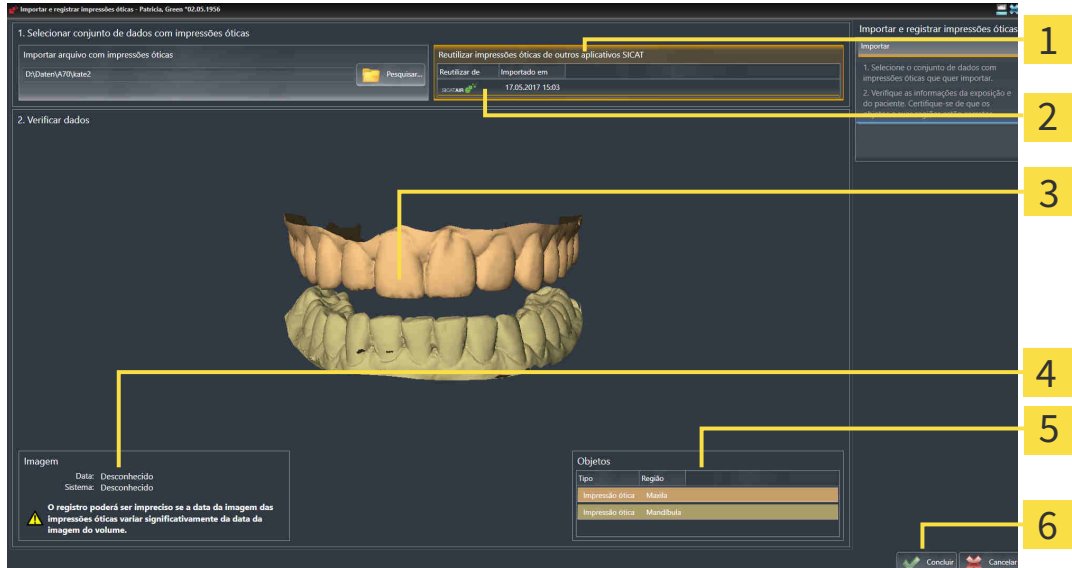 Importar e registrar impressões óticas - Patricia, Green *02.05.1956
1. Selecionar conjunto de dados com impressões óticas
Importar arquivo com impressões óticas
D:\Daten\A70\kate2
Pesquisar...
Reutilizar impressões óticas de outros aplicativos SICAT
Reutilizar de Importado em
SICAT AIR 17.05.2017 15:03
Importar e registrar impressões óticas
Importar
1. Selecione o conjunto de dados com
impressões óticas que quer importar.
2. Verifique as informações da exposição e
do paciente. Certifique-se de que os
2. Verificar dados
Imagem
Data: Desconhecido
Sistema: Desconhecido
O registro poderá ser impreciso se a data da imagem das
impressões óticas variar significativamente da data da
imagem do volume.
Objetos
Tipo Região
Impressão ótica Maxila
Impressão ótica Mandíbula
Concluir
Cancelar
1
2
3
4
5
6